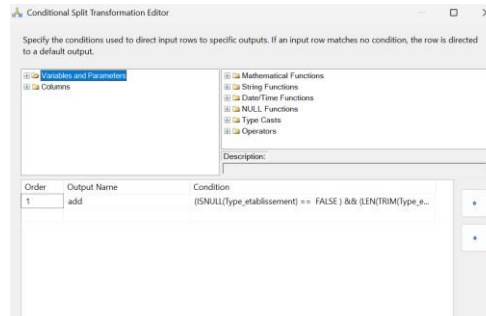 Conditional Split Transformation Editor
Specify the conditions used to direct input rows to specific outputs. If an input row matches no condition, the row is directed
to a default output.
Variables and Parameters
Columns
Mathematical Functions
String Functions
Date/Time Functions
NULL Functions
Type Casts
Operators
Description:
Order Output Name Condition
1 add (ISNULL(Type_etablissement) == FALSE ) && (LEN(TRIM(Type_e...